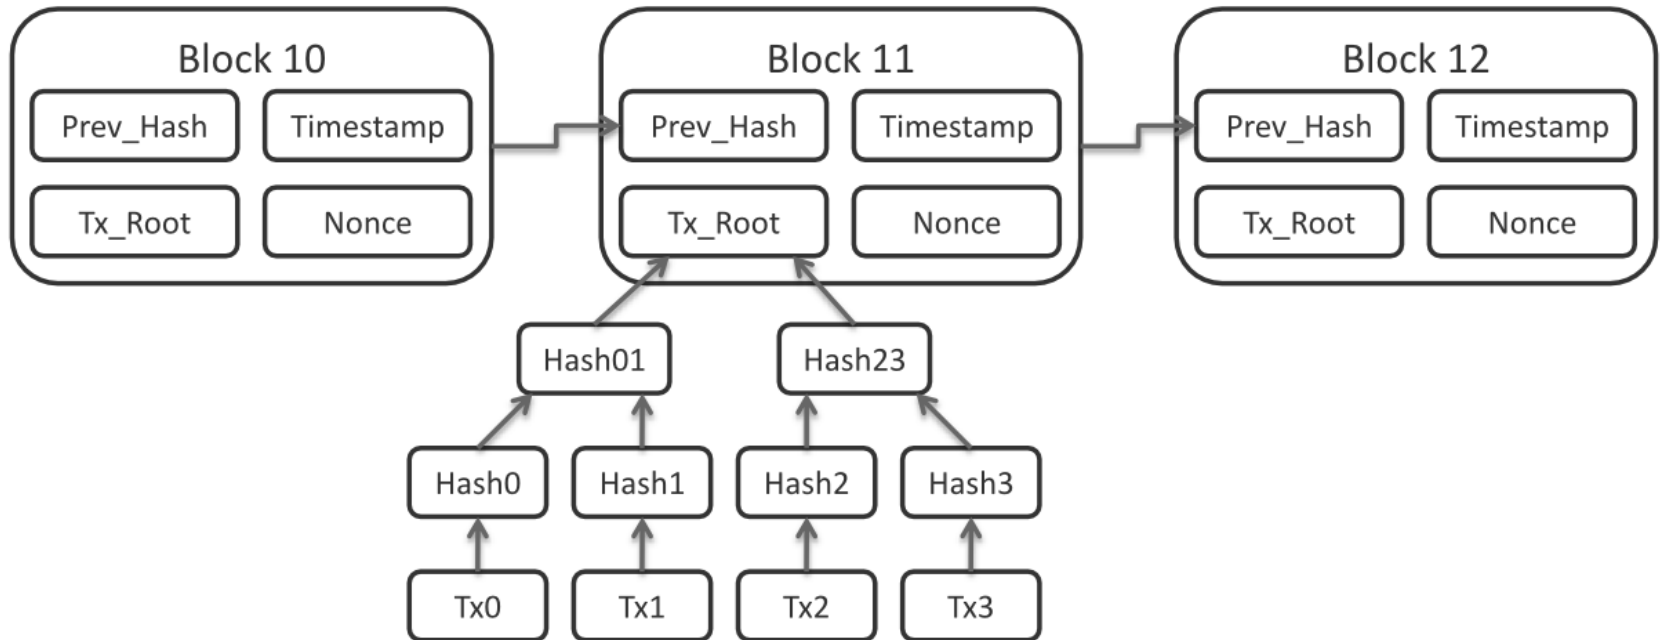 Block 10
Block 11
Block 12
Prev_Hash
Timestamp
Prev_Hash
Timestamp
Prev_Hash
Timestamp
Tx_Root
Nonce
Tx_Root
Nonce
Tx_Root
Nonce
Hash01
Hash23
Hash0
Hash1
Hash2
Hash3
Tx0
Tx1
Tx2
Tx3